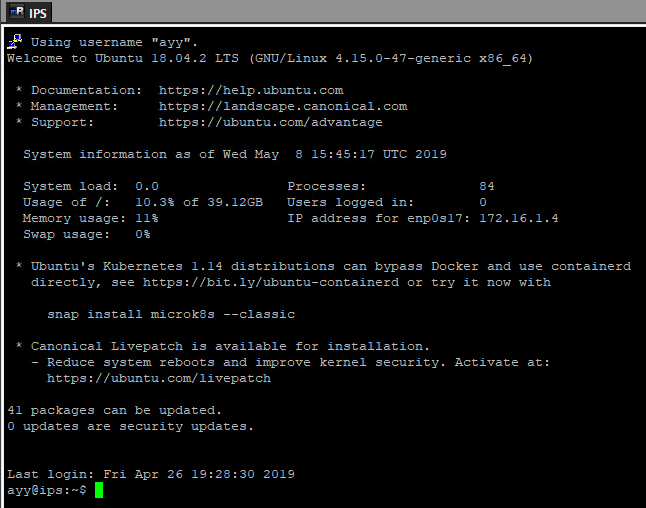 IPS
Using username "ayy".
Welcome to Ubuntu 18.04.2 LTS (GNU/Linux 4.15.0-47-generic x86_64)
* Documentation:  https://help.ubuntu.com
* Management:     https://landscape.canonical.com
* Support:        https://ubuntu.com/advantage
System information as of Wed May  8 15:45:17 UTC 2019
System load:  0.0                Processes:              84
Usage of /:   10.3% of 39.12GB   Users logged in:        0
Memory usage: 11%                IP address for enp0s17: 172.16.1.4
Swap usage:   0%
* Ubuntu's Kubernetes 1.14 distributions can bypass Docker and use containerd
directly, see https://bit.ly/ubuntu-containerd or try it now with
snap install microk8s --classic
* Canonical Livepatch is available for installation.
- Reduce system reboots and improve kernel security. Activate at:
https://ubuntu.com/livepatch
41 packages can be updated.
0 updates are security updates.
Last login: Fri Apr 26 19:28:30 2019
ayy@ips:~$